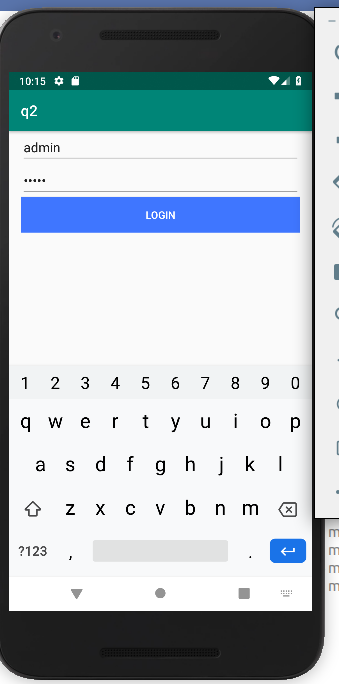 10:15
q2
admin
•••••
LOGIN
1 2 3 4 5 6 7 8 9 0
q w e r t y u i o p
a s d f g h j k l
z x c v b n m
?123 , .
m
m
m
m